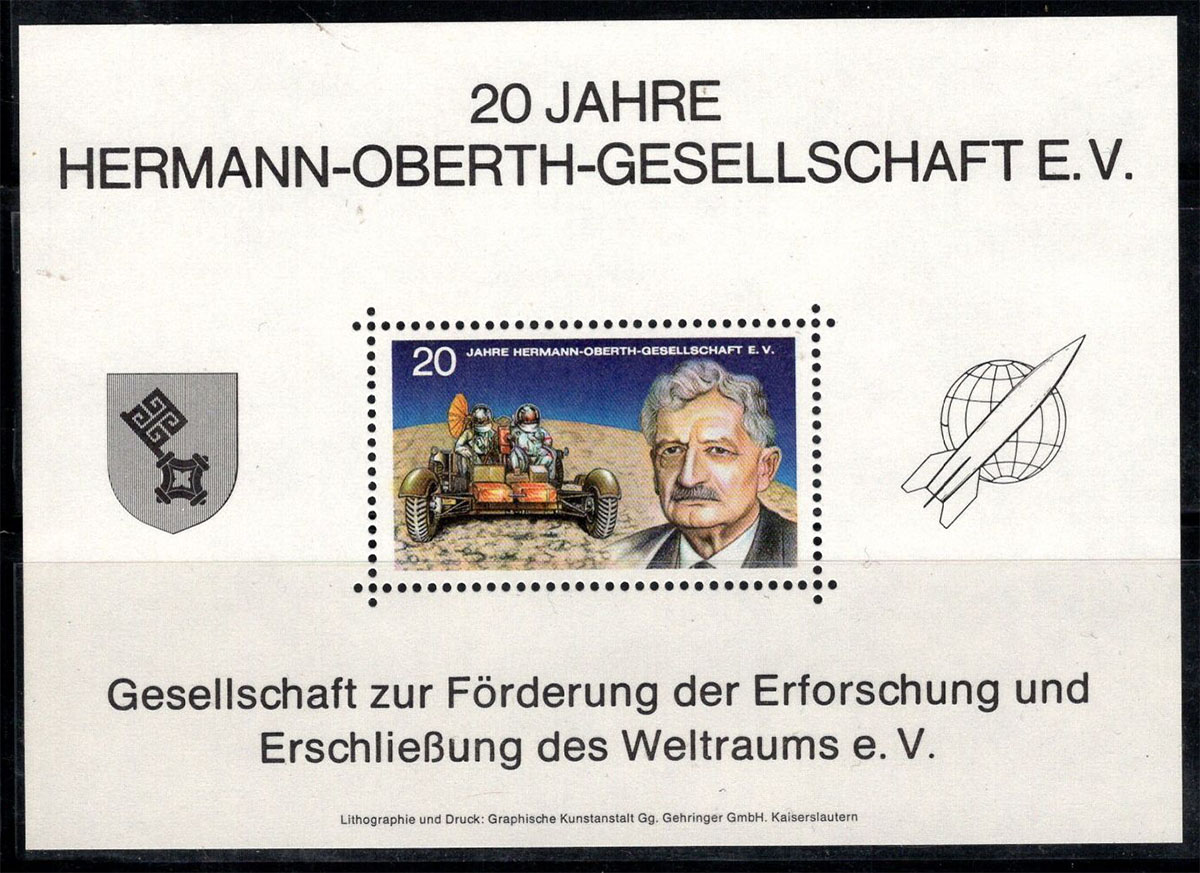 20 JAHRE
HERMANN-OBERTH-GESELLSCHAFT E. V.
20 JAHRE HERMANN-OBERTH-GESELLSCHAFT E. V.
Gesellschaft zur Förderung der Erforschung und
Erschließung des Weltraums e. V.
Lithographie und Druck: Graphische Kunstanstalt Gg. Gehringer GmbH. Kaiserslautern